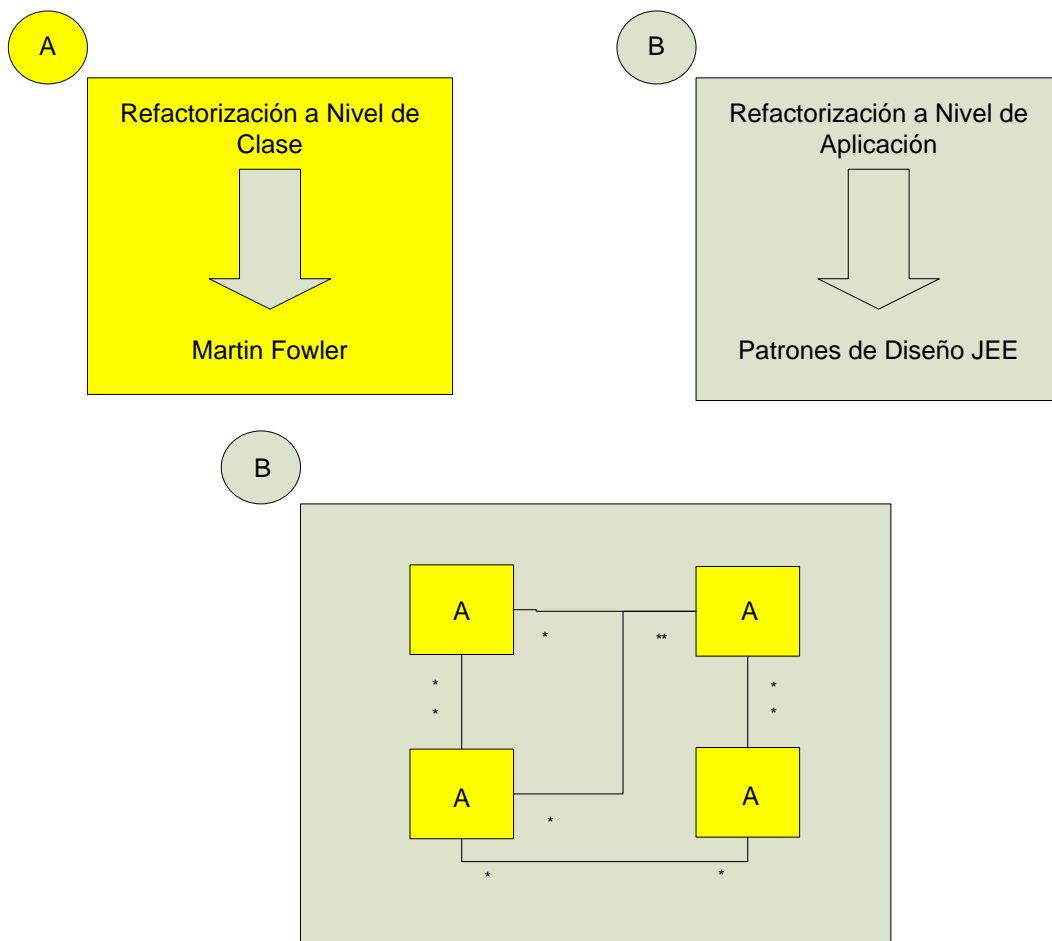 A
B
Refactorización a Nivel de
Clase
Martin Fowler
Refactorización a Nivel de
Aplicación
Patrones de Diseño JEE
B
A
A
*
**
*
*
*
*
A
A
*
*
*